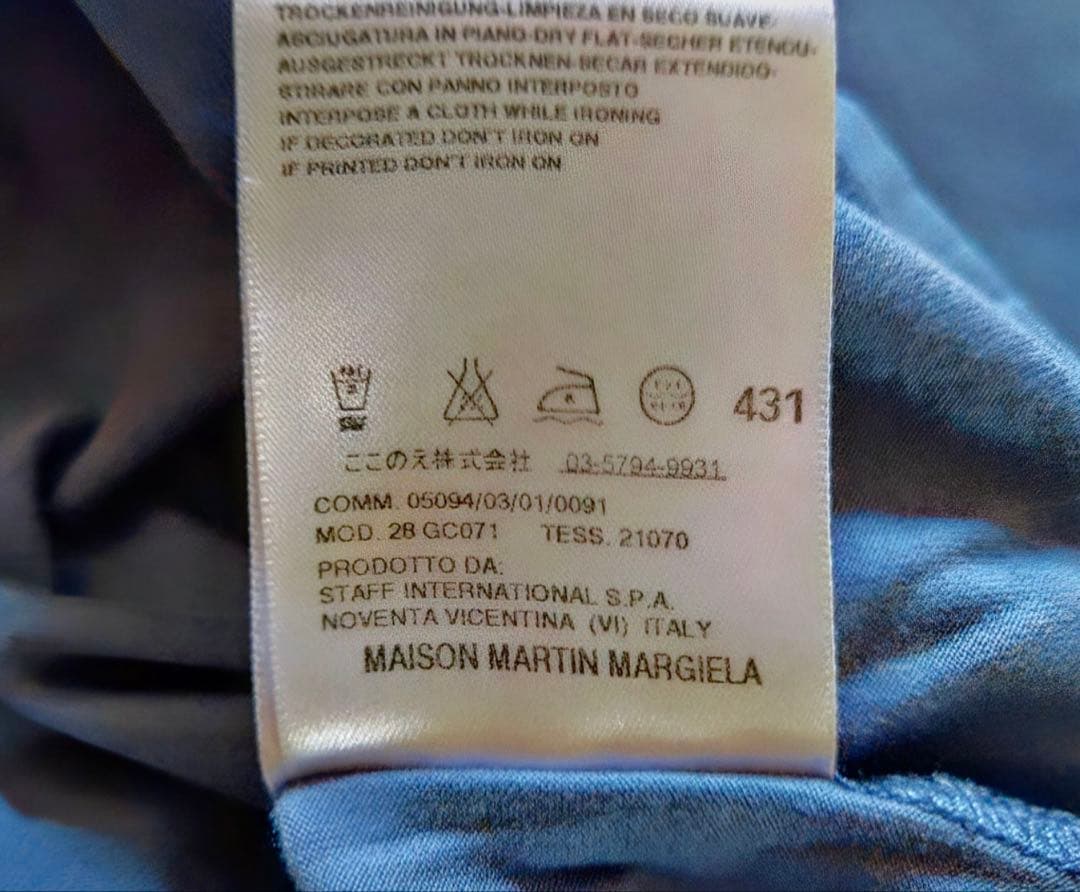 TROCKENREINIGUNG-LIMPIEZA EN SECO SUAVE-
ASCIUGATURA IN PIANO-DRY FLAT-SECHER ETENDU-
AUSGESTRECKT TROCKNEN-SECAR EXTENDIDO-
STIRARE CON PANNO INTERPOSTO
INTERPOSE A CLOTH WHILE IRONING
IF DECORATED DON'T IRON ON
IF PRINTED DON'T IRON ON
431
ここのえ株式会社 03-5794-9931
COMM. 05094/03/01/0091
MOD. 28 GC071 TESS. 21070
PRODOTTO DA:
STAFF INTERNATIONAL S.P.A.
NOVENTA VICENTINA (VI) ITALY
MAISON MARTIN MARGIELA